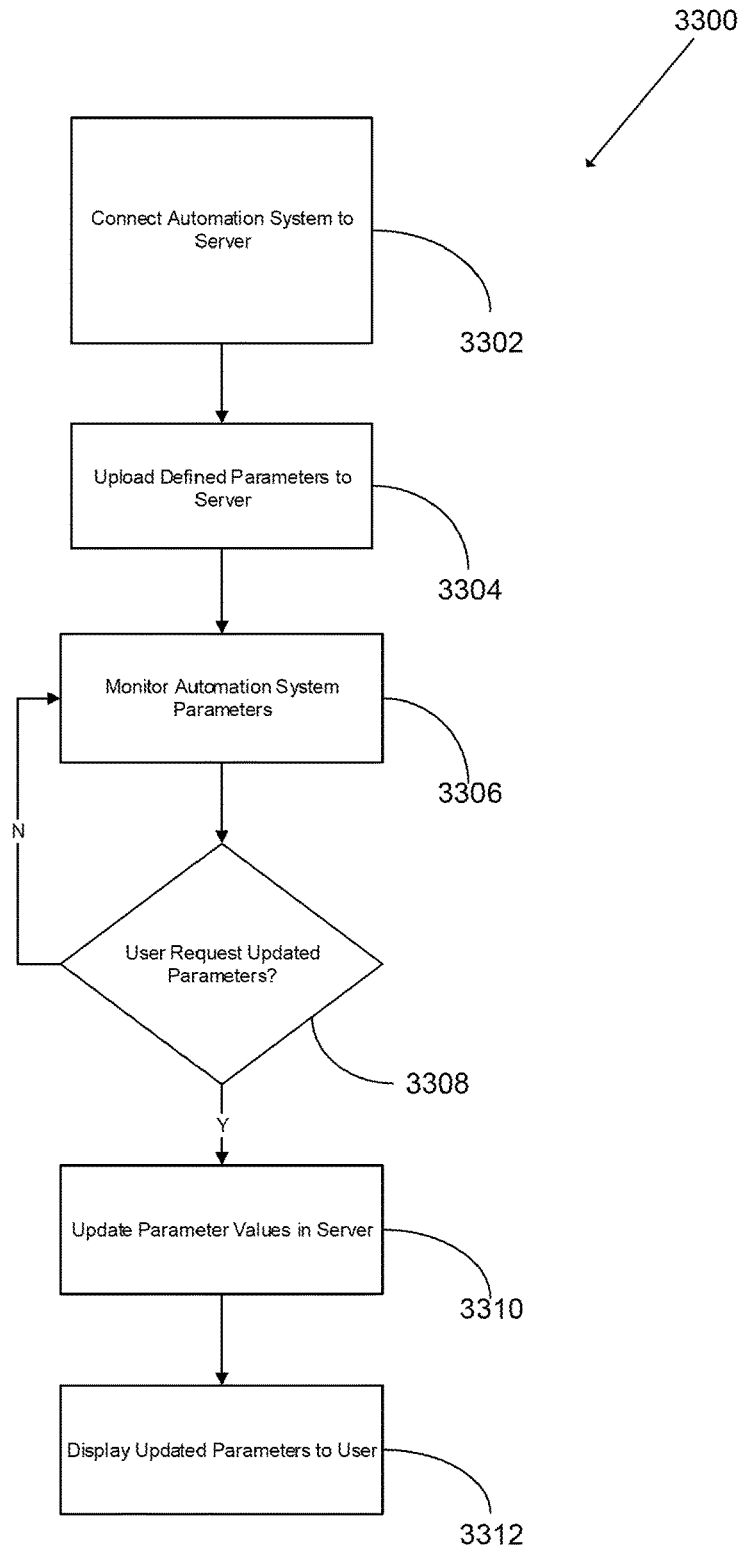 3300
Connect Automation System to
Server
3302
Upload Defined Parameters to
Server
3304
Monitor Automation System
Parameters
3306
N
User Request Updated
Parameters?
3308
Y
Update Parameter Values in Server
3310
Display Updated Parameters to User
3312